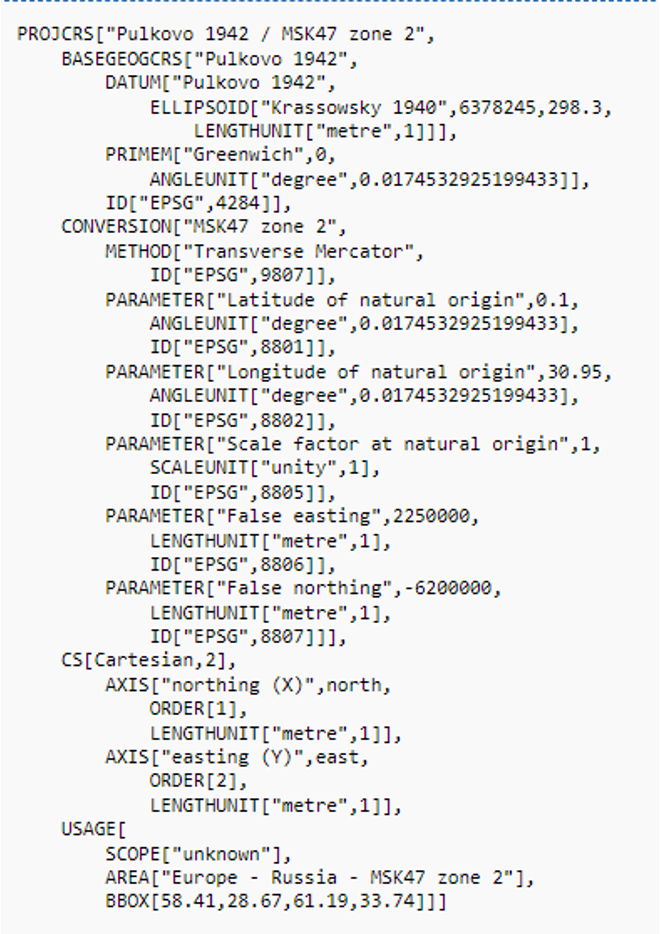 PROJCRS["Pulkovo 1942 / MSK47 zone 2",
    BASEGEOGCRS["Pulkovo 1942",
        DATUM["Pulkovo 1942",
            ELLIPSOID["Krassowsky 1940",6378245,298.3,
                LENGTHUNIT["metre",1]]],
        PRIMEM["Greenwich",0,
            ANGLEUNIT["degree",0.0174532925199433]],
        ID["EPSG",4284]],
    CONVERSION["MSK47 zone 2",
        METHOD["Transverse Mercator",
            ID["EPSG",9807]],
        PARAMETER["Latitude of natural origin",0.1,
            ANGLEUNIT["degree",0.0174532925199433],
            ID["EPSG",8801]],
        PARAMETER["Longitude of natural origin",30.95,
            ANGLEUNIT["degree",0.0174532925199433],
            ID["EPSG",8802]],
        PARAMETER["Scale factor at natural origin",1,
            SCALEUNIT["unity",1],
            ID["EPSG",8805]],
        PARAMETER["False easting",2250000,
            LENGTHUNIT["metre",1],
            ID["EPSG",8806]],
        PARAMETER["False northing",-6200000,
            LENGTHUNIT["metre",1],
            ID["EPSG",8807]]],
    CS[Cartesian,2],
        AXIS["northing (X)",north,
            ORDER[1],
            LENGTHUNIT["metre",1]],
        AXIS["easting (Y)",east,
            ORDER[2],
            LENGTHUNIT["metre",1]],
    USAGE[
        SCOPE["unknown"],
        AREA["Europe - Russia - MSK47 zone 2"],
        BBOX[58.41,28.67,61.19,33.74]]]